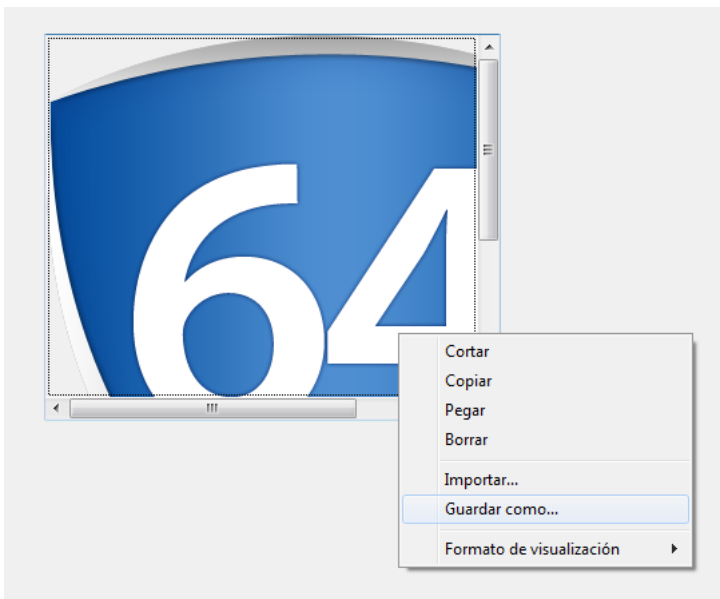 64
Cortar
Copiar
Pegar
Borrar
Importar...
Guardar como...
Formato de visualización